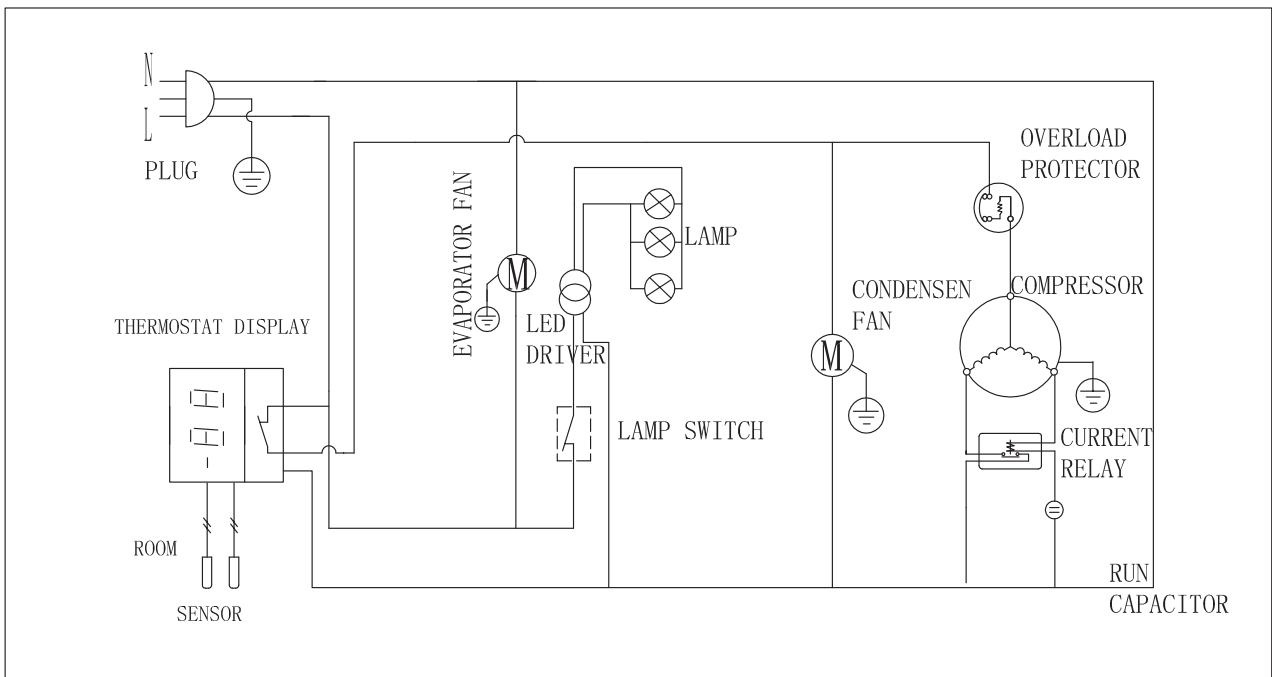 N
L
PLUG
OVERLOAD
PROTECTOR
EVAPORATOR FAN
M
LAMP
LED
DRIVER
CONDENSEN
FAN
M
COMPRESSOR
THERMOSTAT DISPLAY
LAMP SWITCH
CURRENT
RELAY
ROOM
SENSOR
RUN
CAPACITOR